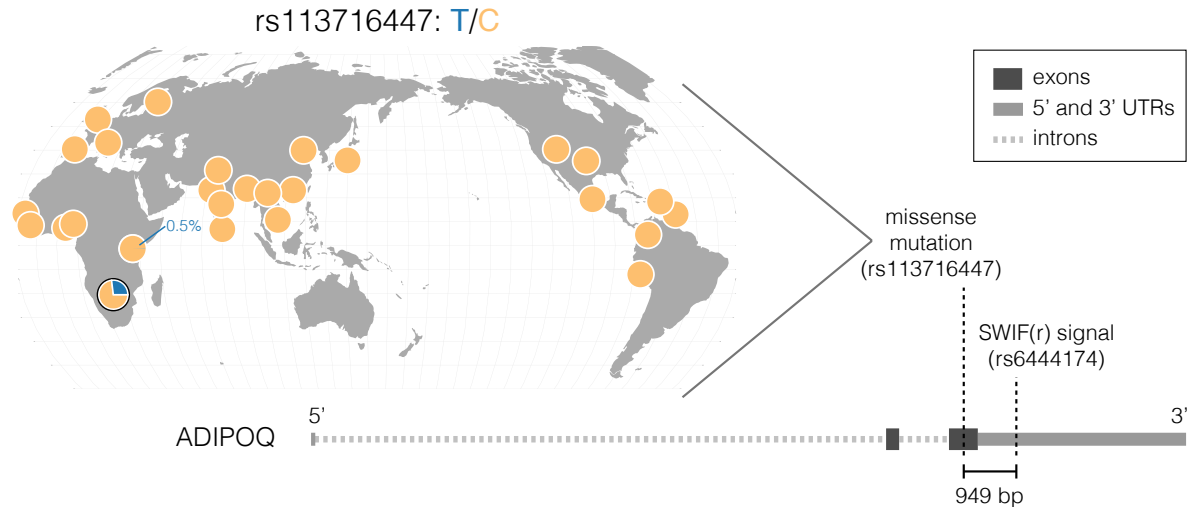 rs113716447: T/C
exons
5’ and 3’ UTRs
introns
0.5%
missense
mutation
(rs113716447)
SWIF(r) signal
(rs6444174)
5’
3’
ADIPOQ
949 bp